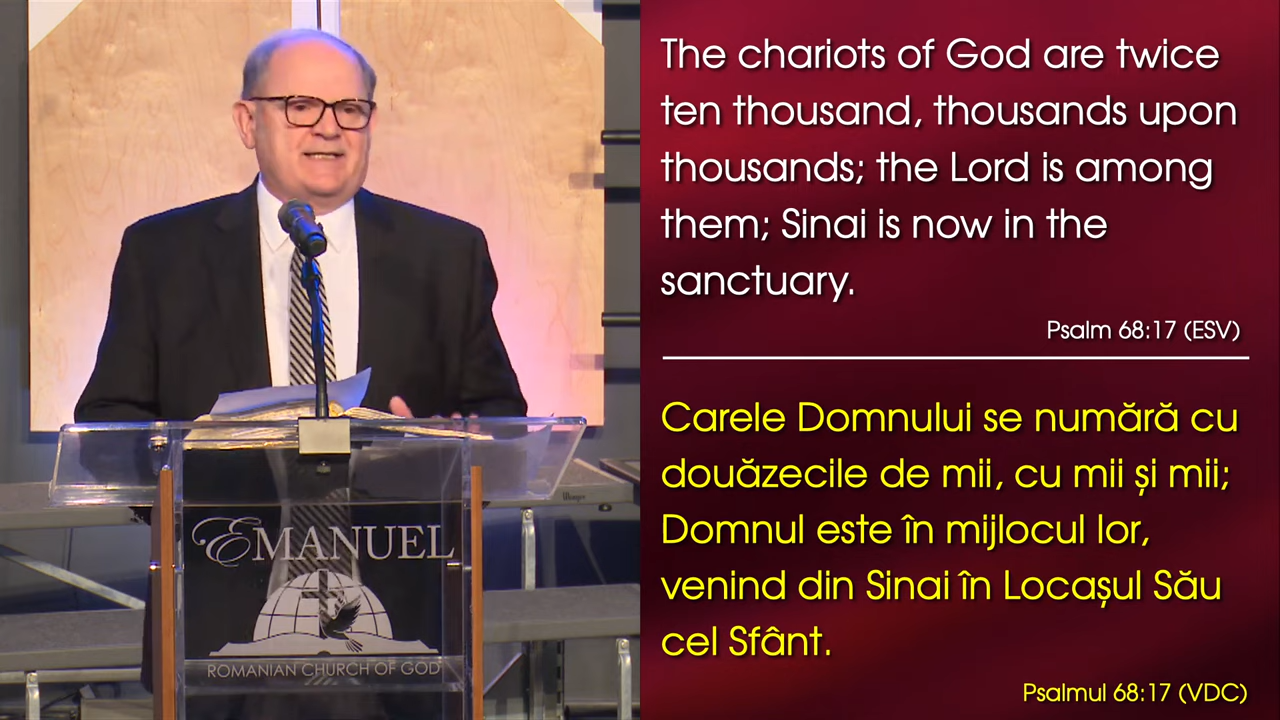 The chariots of God are twice
ten thousand, thousands upon
thousands; the Lord is among
them; Sinai is now in the
sanctuary.
Psalm 68:17 (ESV)
Carele Domnului se numără cu
douăzecile de mii, cu mii și mii;
Domnul este în mijlocul lor,
venind din Sinai în Locașul Său
cel Sfânt.
Psalmul 68:17 (VDC)
EMANUEL
ROMANIAN CHURCH OF GOD
Wenger